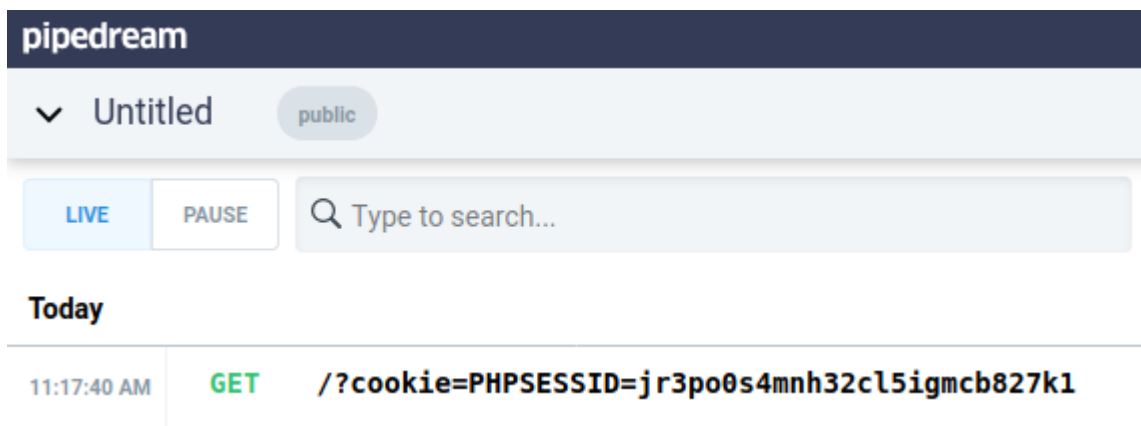 pipedream
Untitled public
LIVE PAUSE Type to search...
Today
11:17:40 AM GET /?cookie=PHPSESSID=jr3po0s4mnh32cl5igmcb827k1